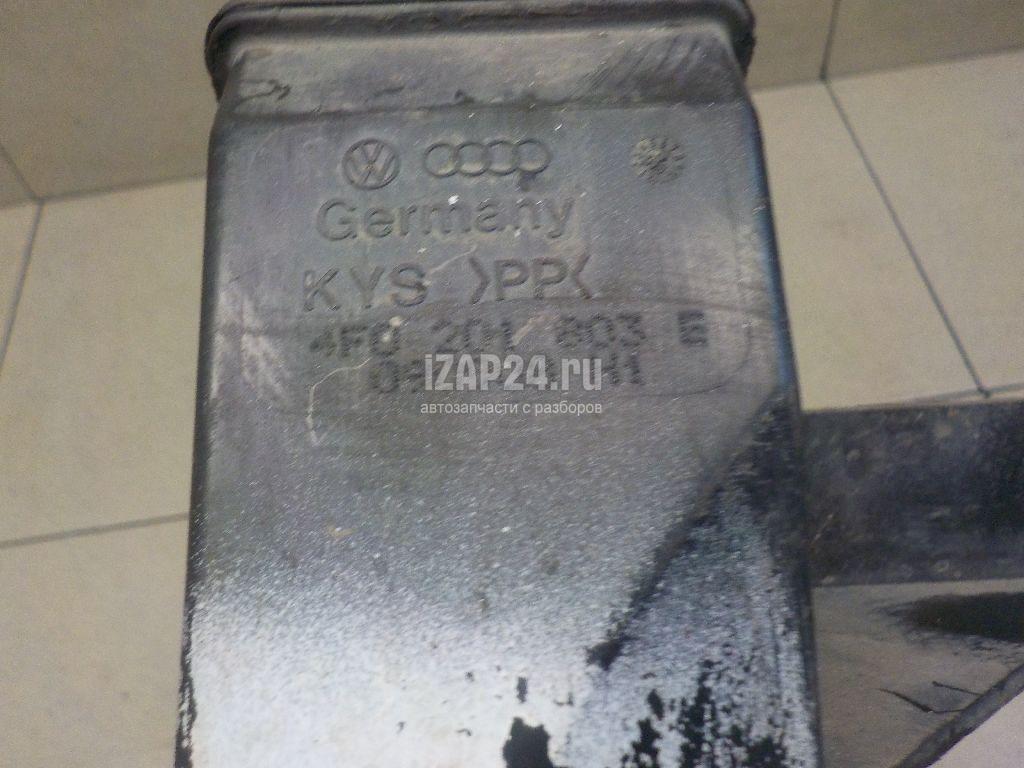 Germany
KYS >PP<
4F0 201 803 E
iZAP24.ru
автозапчасти с разборов